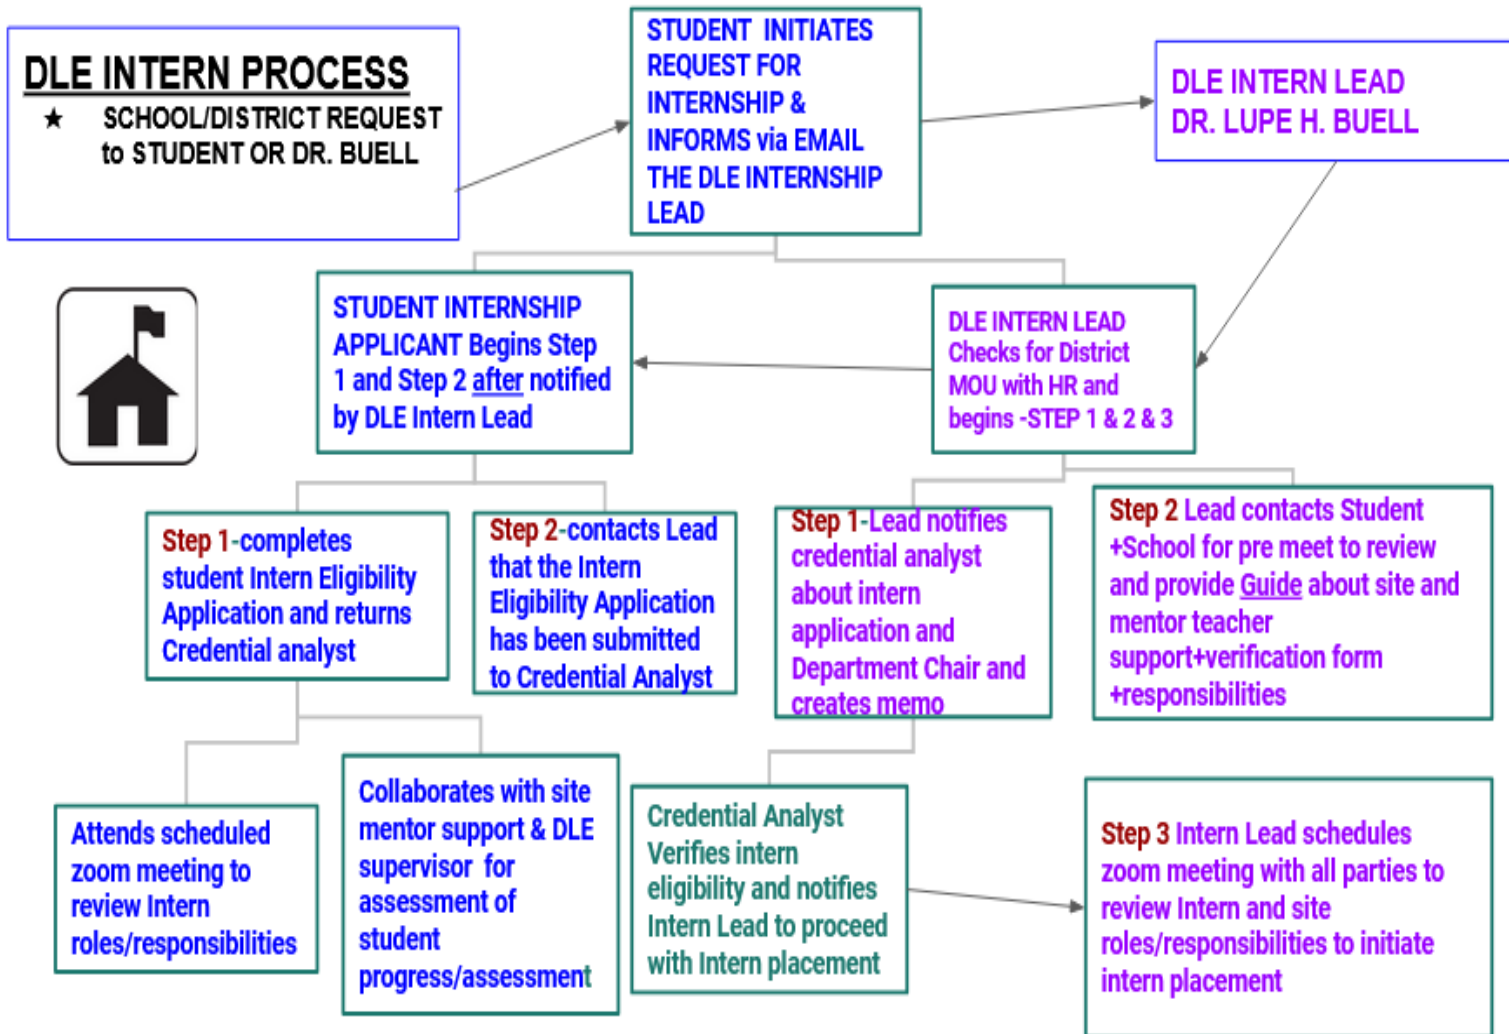 DLE INTERN PROCESS
★ SCHOOL/DISTRICT REQUEST
to STUDENT OR DR. BUELL
STUDENT INITIATES
REQUEST FOR
INTERNSHIP &
INFORMS via EMAIL
THE DLE INTERNSHIP
LEAD
DLE INTERN LEAD
DR. LUPE H. BUELL
STUDENT INTERNSHIP
APPLICANT Begins Step
1 and Step 2 after notified
by DLE Intern Lead
DLE INTERN LEAD
Checks for District
MOU with HR and
begins -STEP 1 & 2 & 3
Step 1-completes
student Intern Eligibility
Application and returns
Credential analyst
Step 2-contacts Lead
that the Intern
Eligibility Application
has been submitted
to Credential Analyst
Step 1-Lead notifies
credential analyst
about intern
application and
Department Chair and
creates memo
Step 2 Lead contacts Student
+School for pre meet to review
and provide Guide about site and
mentor teacher
support+verification form
+responsibilities
Attends scheduled
zoom meeting to
review Intern
roles/responsibilities
Collaborates with site
mentor support & DLE
supervisor for
assessment of
student
progress/assessment
Credential Analyst
Verifies intern
eligibility and notifies
Intern Lead to proceed
with Intern placement
Step 3 Intern Lead schedules
zoom meeting with all parties to
review Intern and site
roles/responsibilities to initiate
intern placement